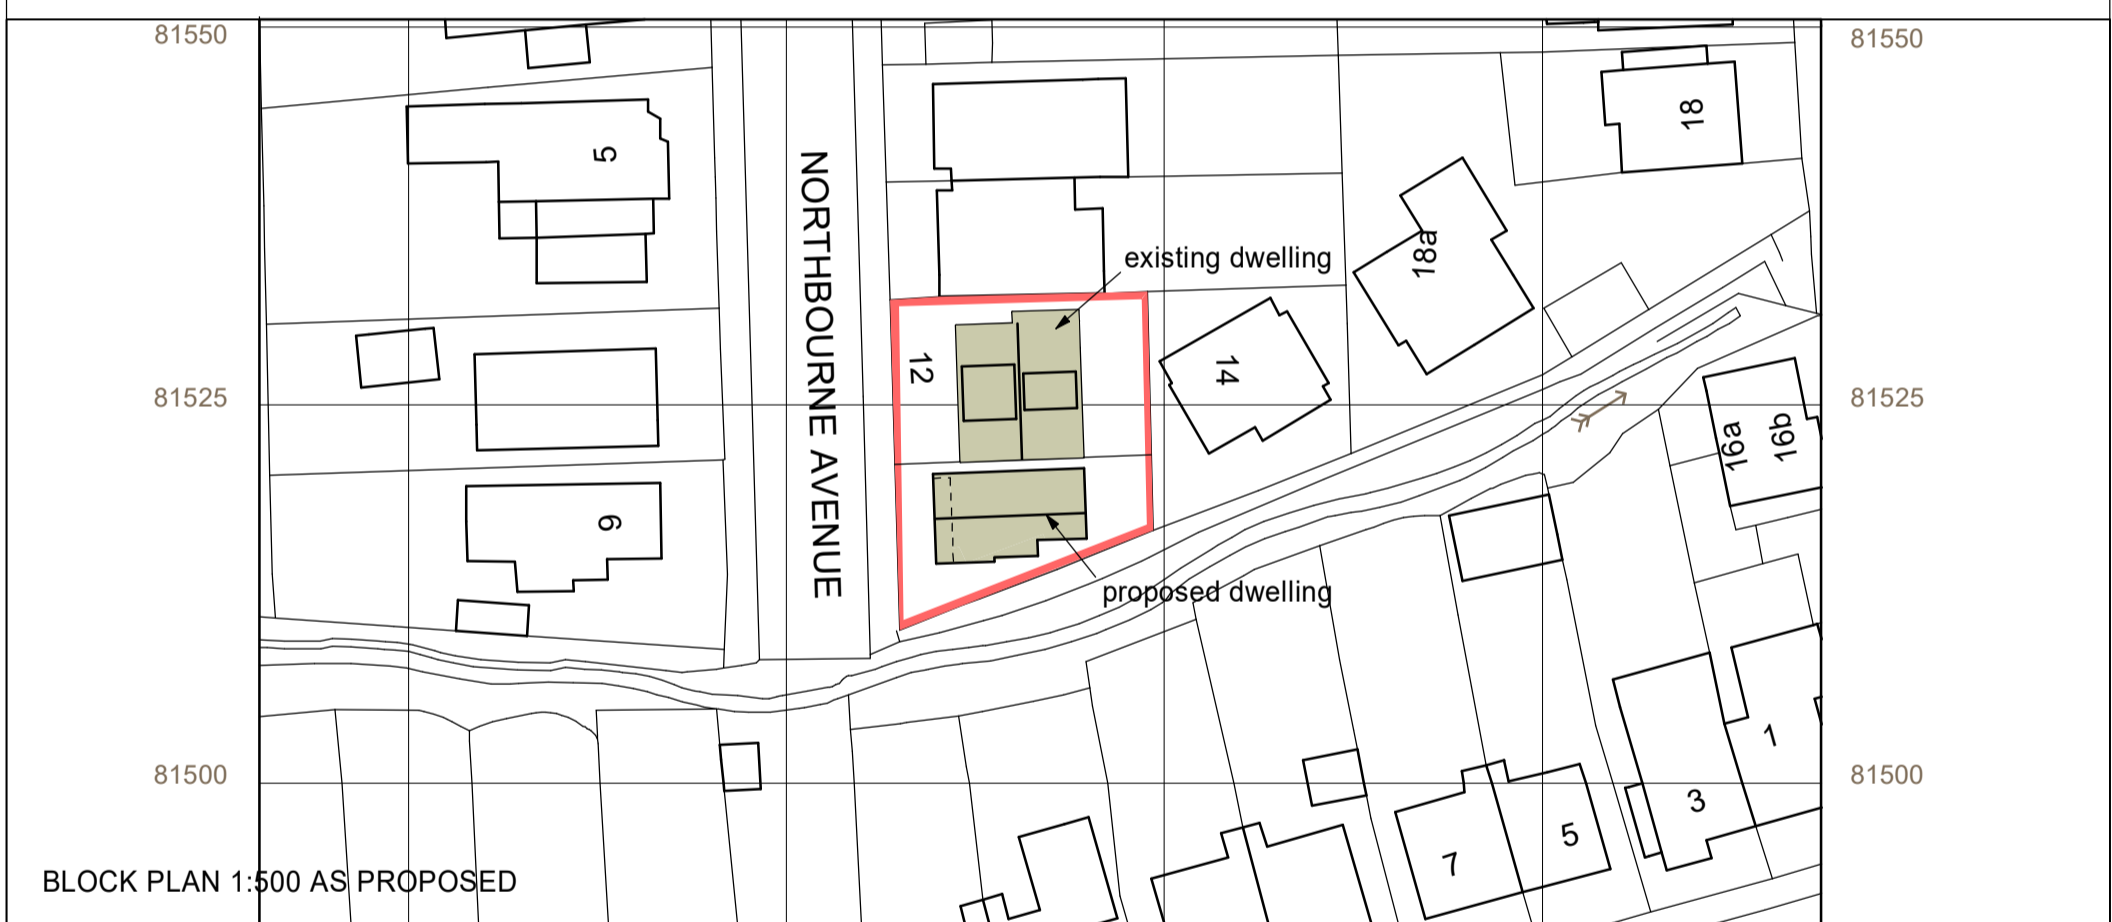 81550
81550
18
5
NORTHBOURNE AVENUE
18a
existing dwelling
12
14
81525
81525
16a
16b
9
proposed dwelling
1
81500
81500
3
5
7
BLOCK PLAN 1:500 AS PROPOSED